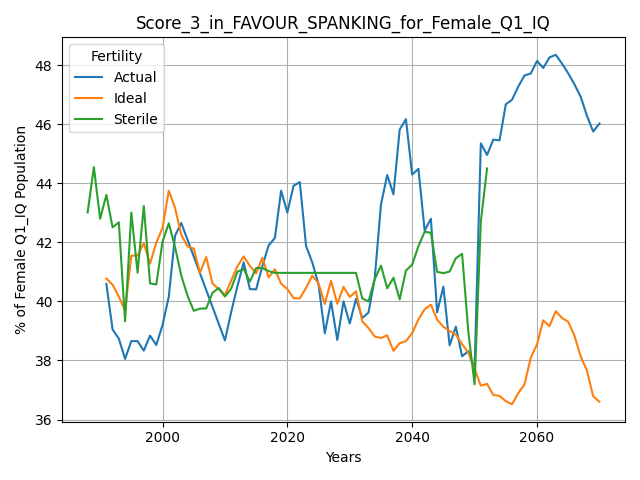 Score_3_in_FAVOUR_SPANKING_for_Female_Q1_IQ
Fertility
Actual
Ideal
Sterile
% of Female Q1_IQ Population
48
46
44
42
40
38
36
2000
2020
2040
2060
Years